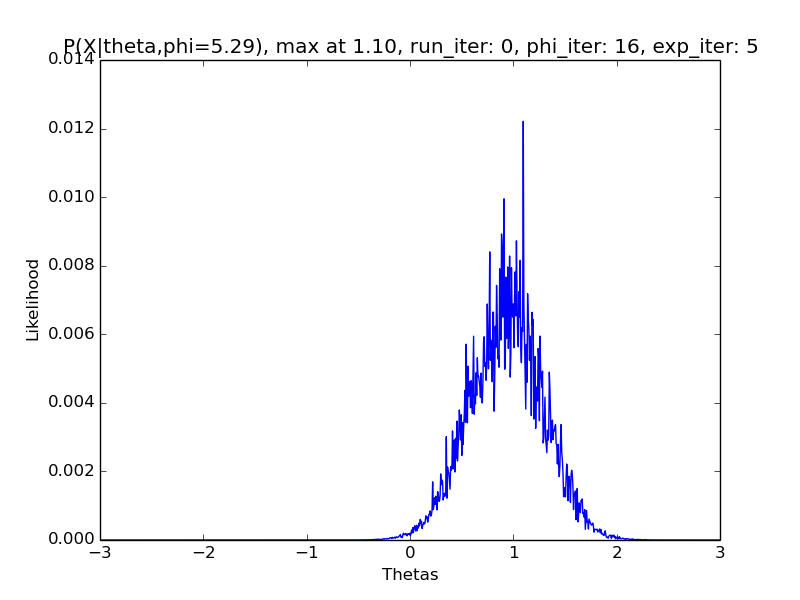 P(X|theta,phi=5.29), max at 1.10, run_iter: 0, phi_iter: 16, exp_iter: 5
0.014
0.012
0.010
0.008
0.006
0.004
0.002
0.000
Likelihood
−3 −2 −1 0 1 2 3
Thetas